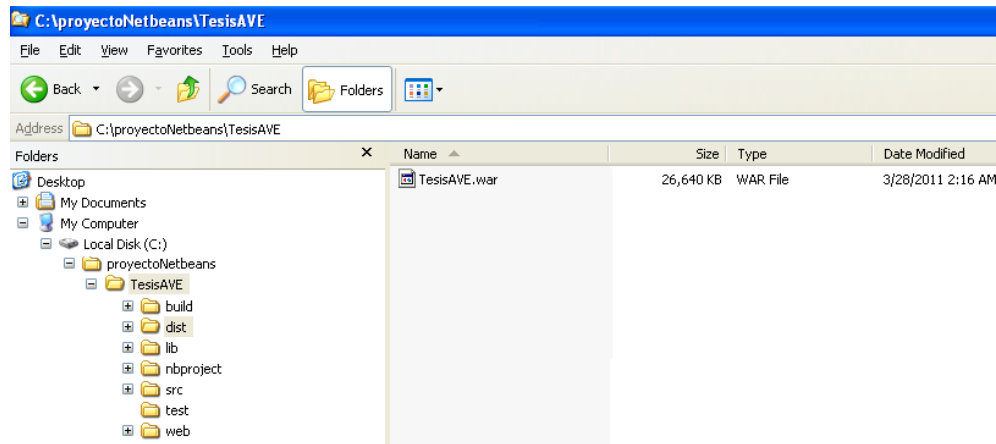 C:\proyectoNetbeans\TesisAVE
File Edit View Favorites Tools Help
Back Search Folders
Address C:\proyectoNetbeans\TesisAVE
Folders X Name Size Type Date Modified
Desktop TesisAVE.war 26,640 KB WAR File 3/28/2011 2:16 AM
My Documents
My Computer
Local Disk (C:)
proyectoNetbeans
TesisAVE
build
dist
lib
nbproject
src
test
web